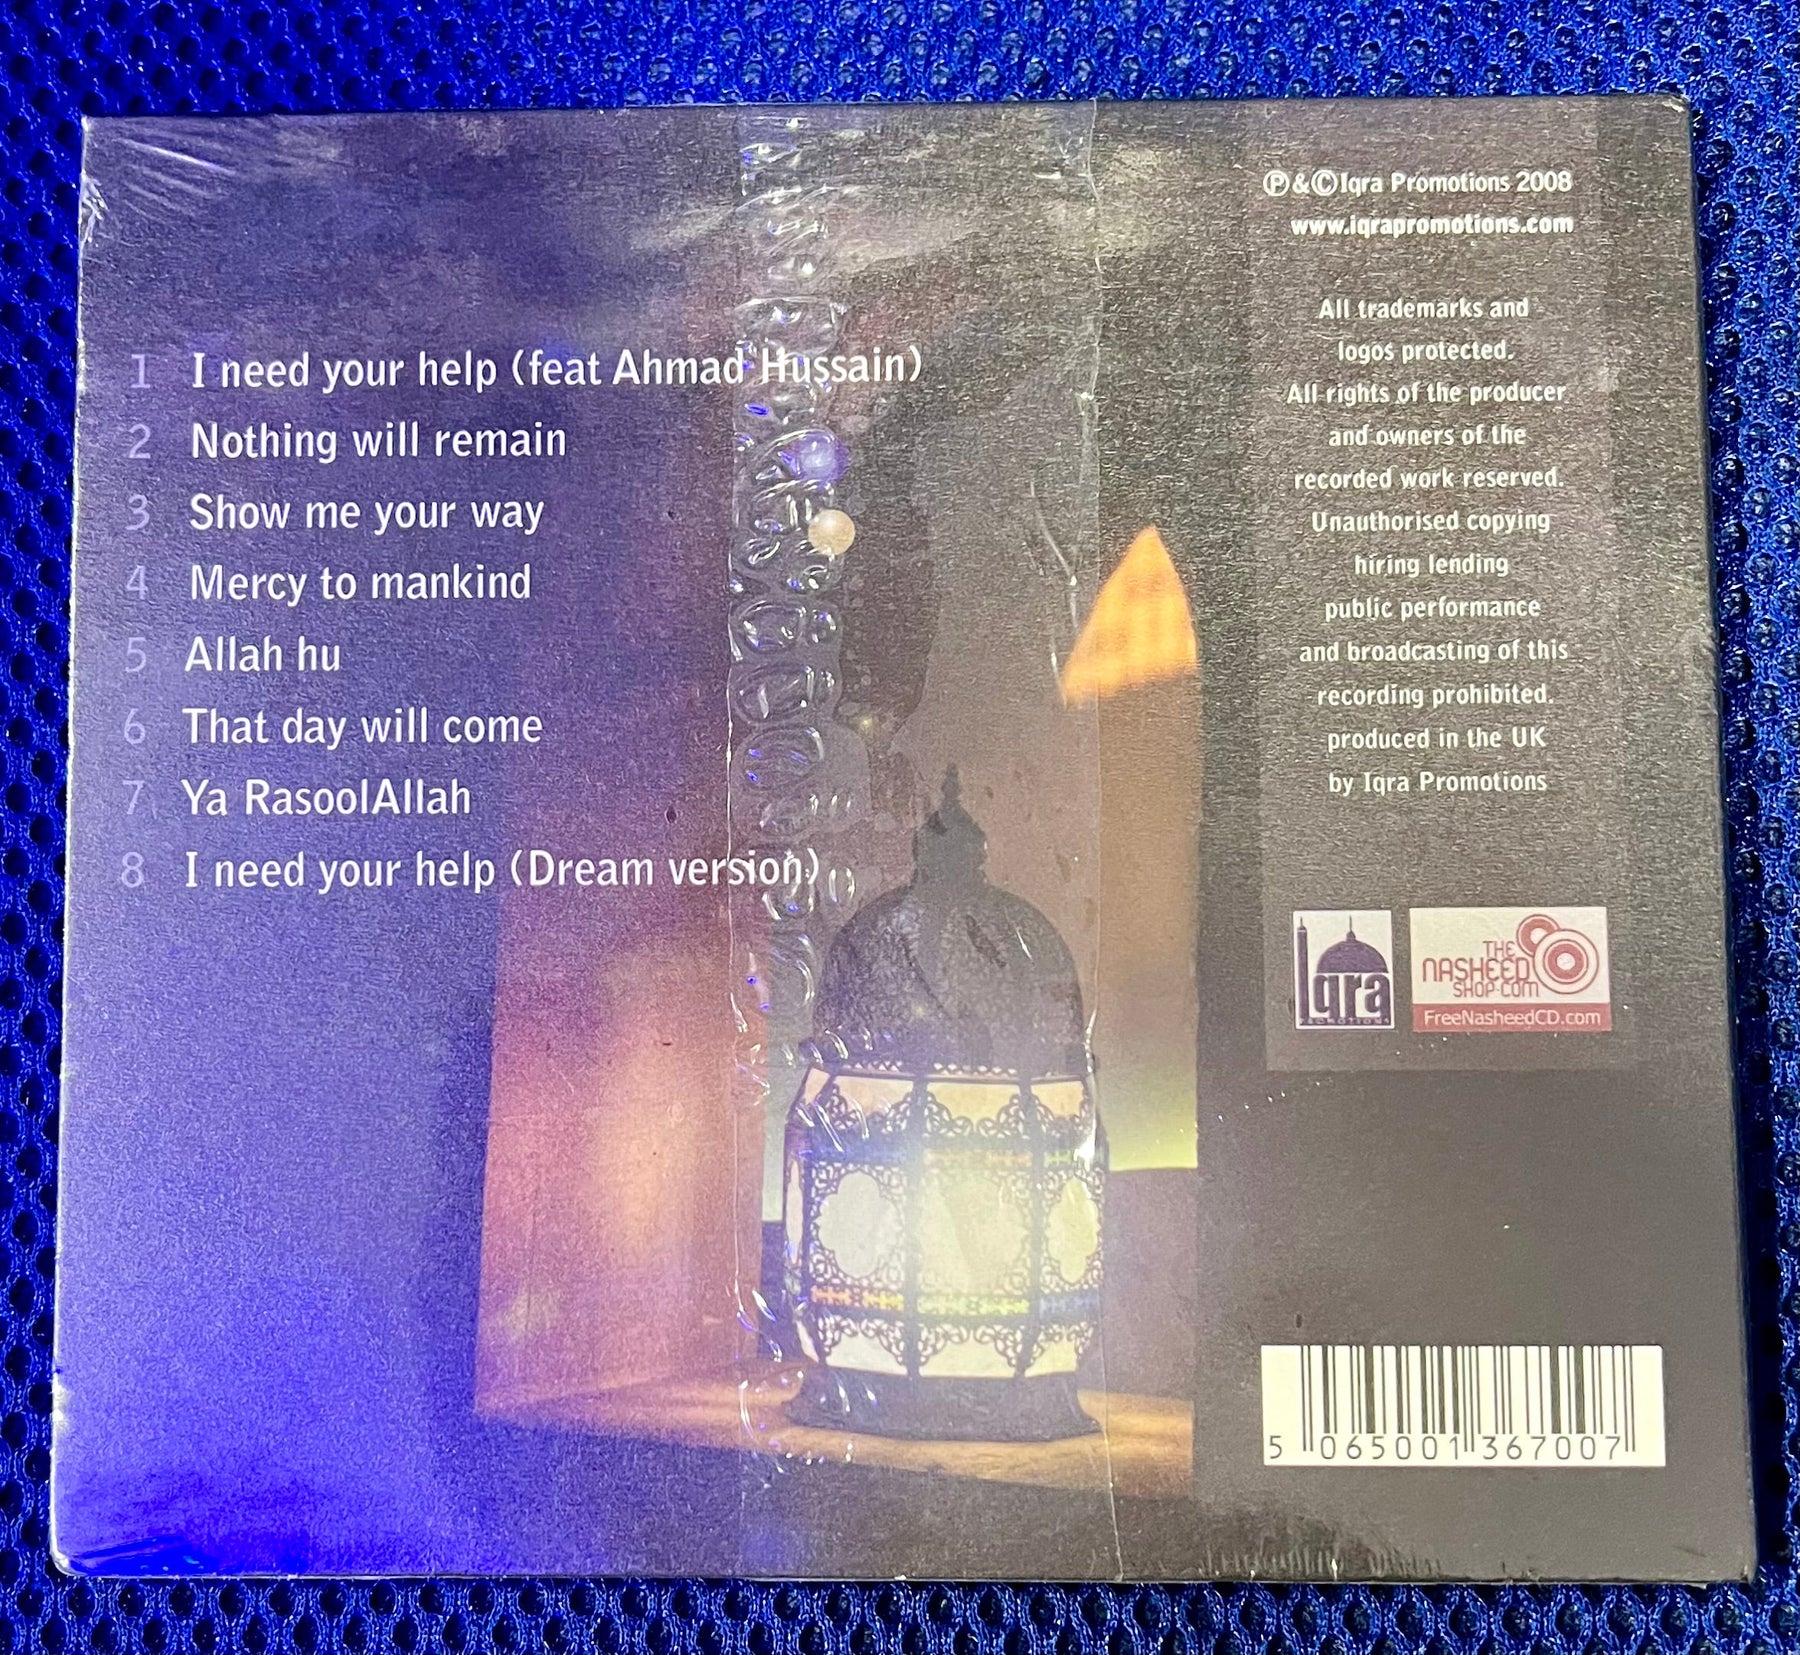 1 I need your help (feat Ahmad Hussain)
2 Nothing will remain
3 Show me your way
4 Mercy to mankind
5 Allah hu
6 That day will come
7 Ya RasoolAllah
8 I need your help (Dream version)
Ⓟ&©Iqra Promotions 2008
www.iqrapromotions.com
All trademarks and
logos protected.
All rights of the producer
and owners of the
recorded work reserved.
Unauthorised copying
hiring lending
public performance
and broadcasting of this
recording prohibited.
produced in the UK
by Iqra Promotions
Iqra
PROMOTIONS
THE
NASHEED
SHOP.COM
FreeNasheedCD.com
5 065001 367007